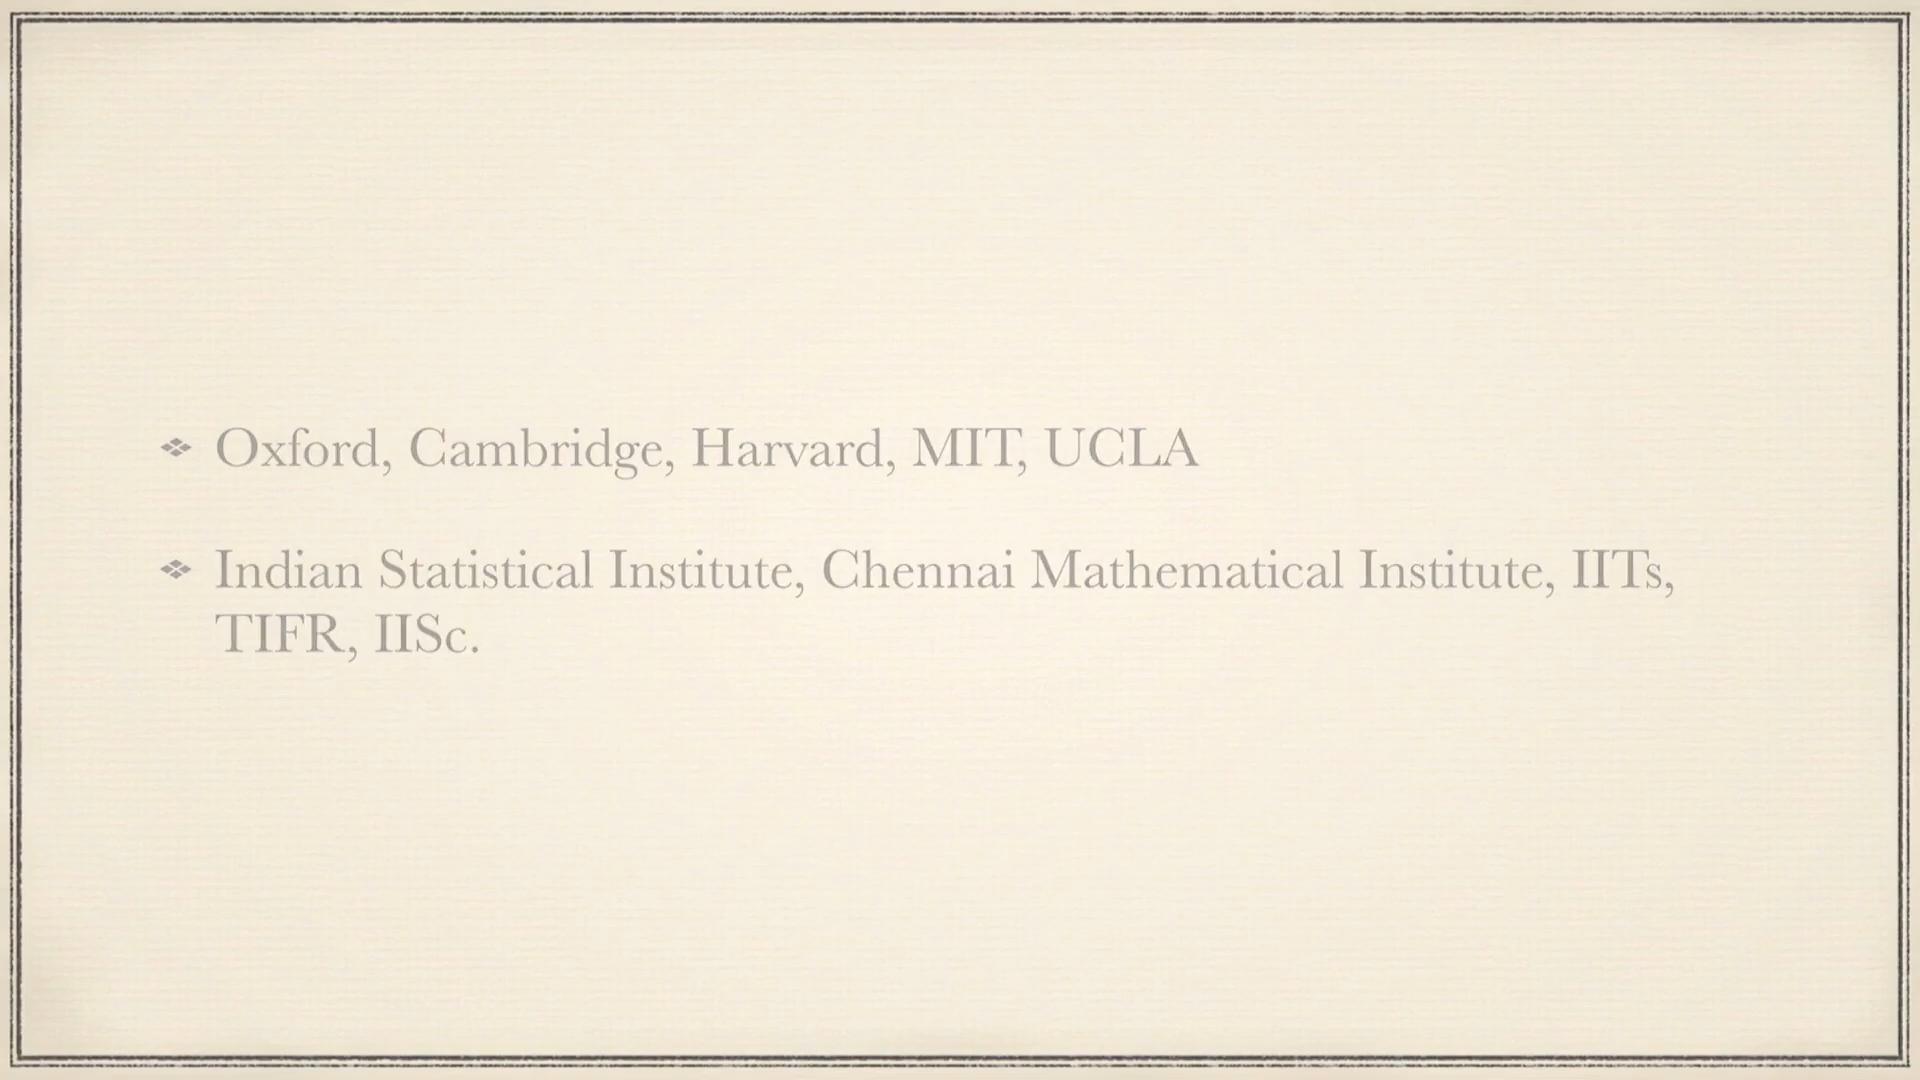 Oxford, Cambridge, Harvard, MIT, UCLA
Indian Statistical Institute, Chennai Mathematical Institute, IITs,
TIFR, IISc.